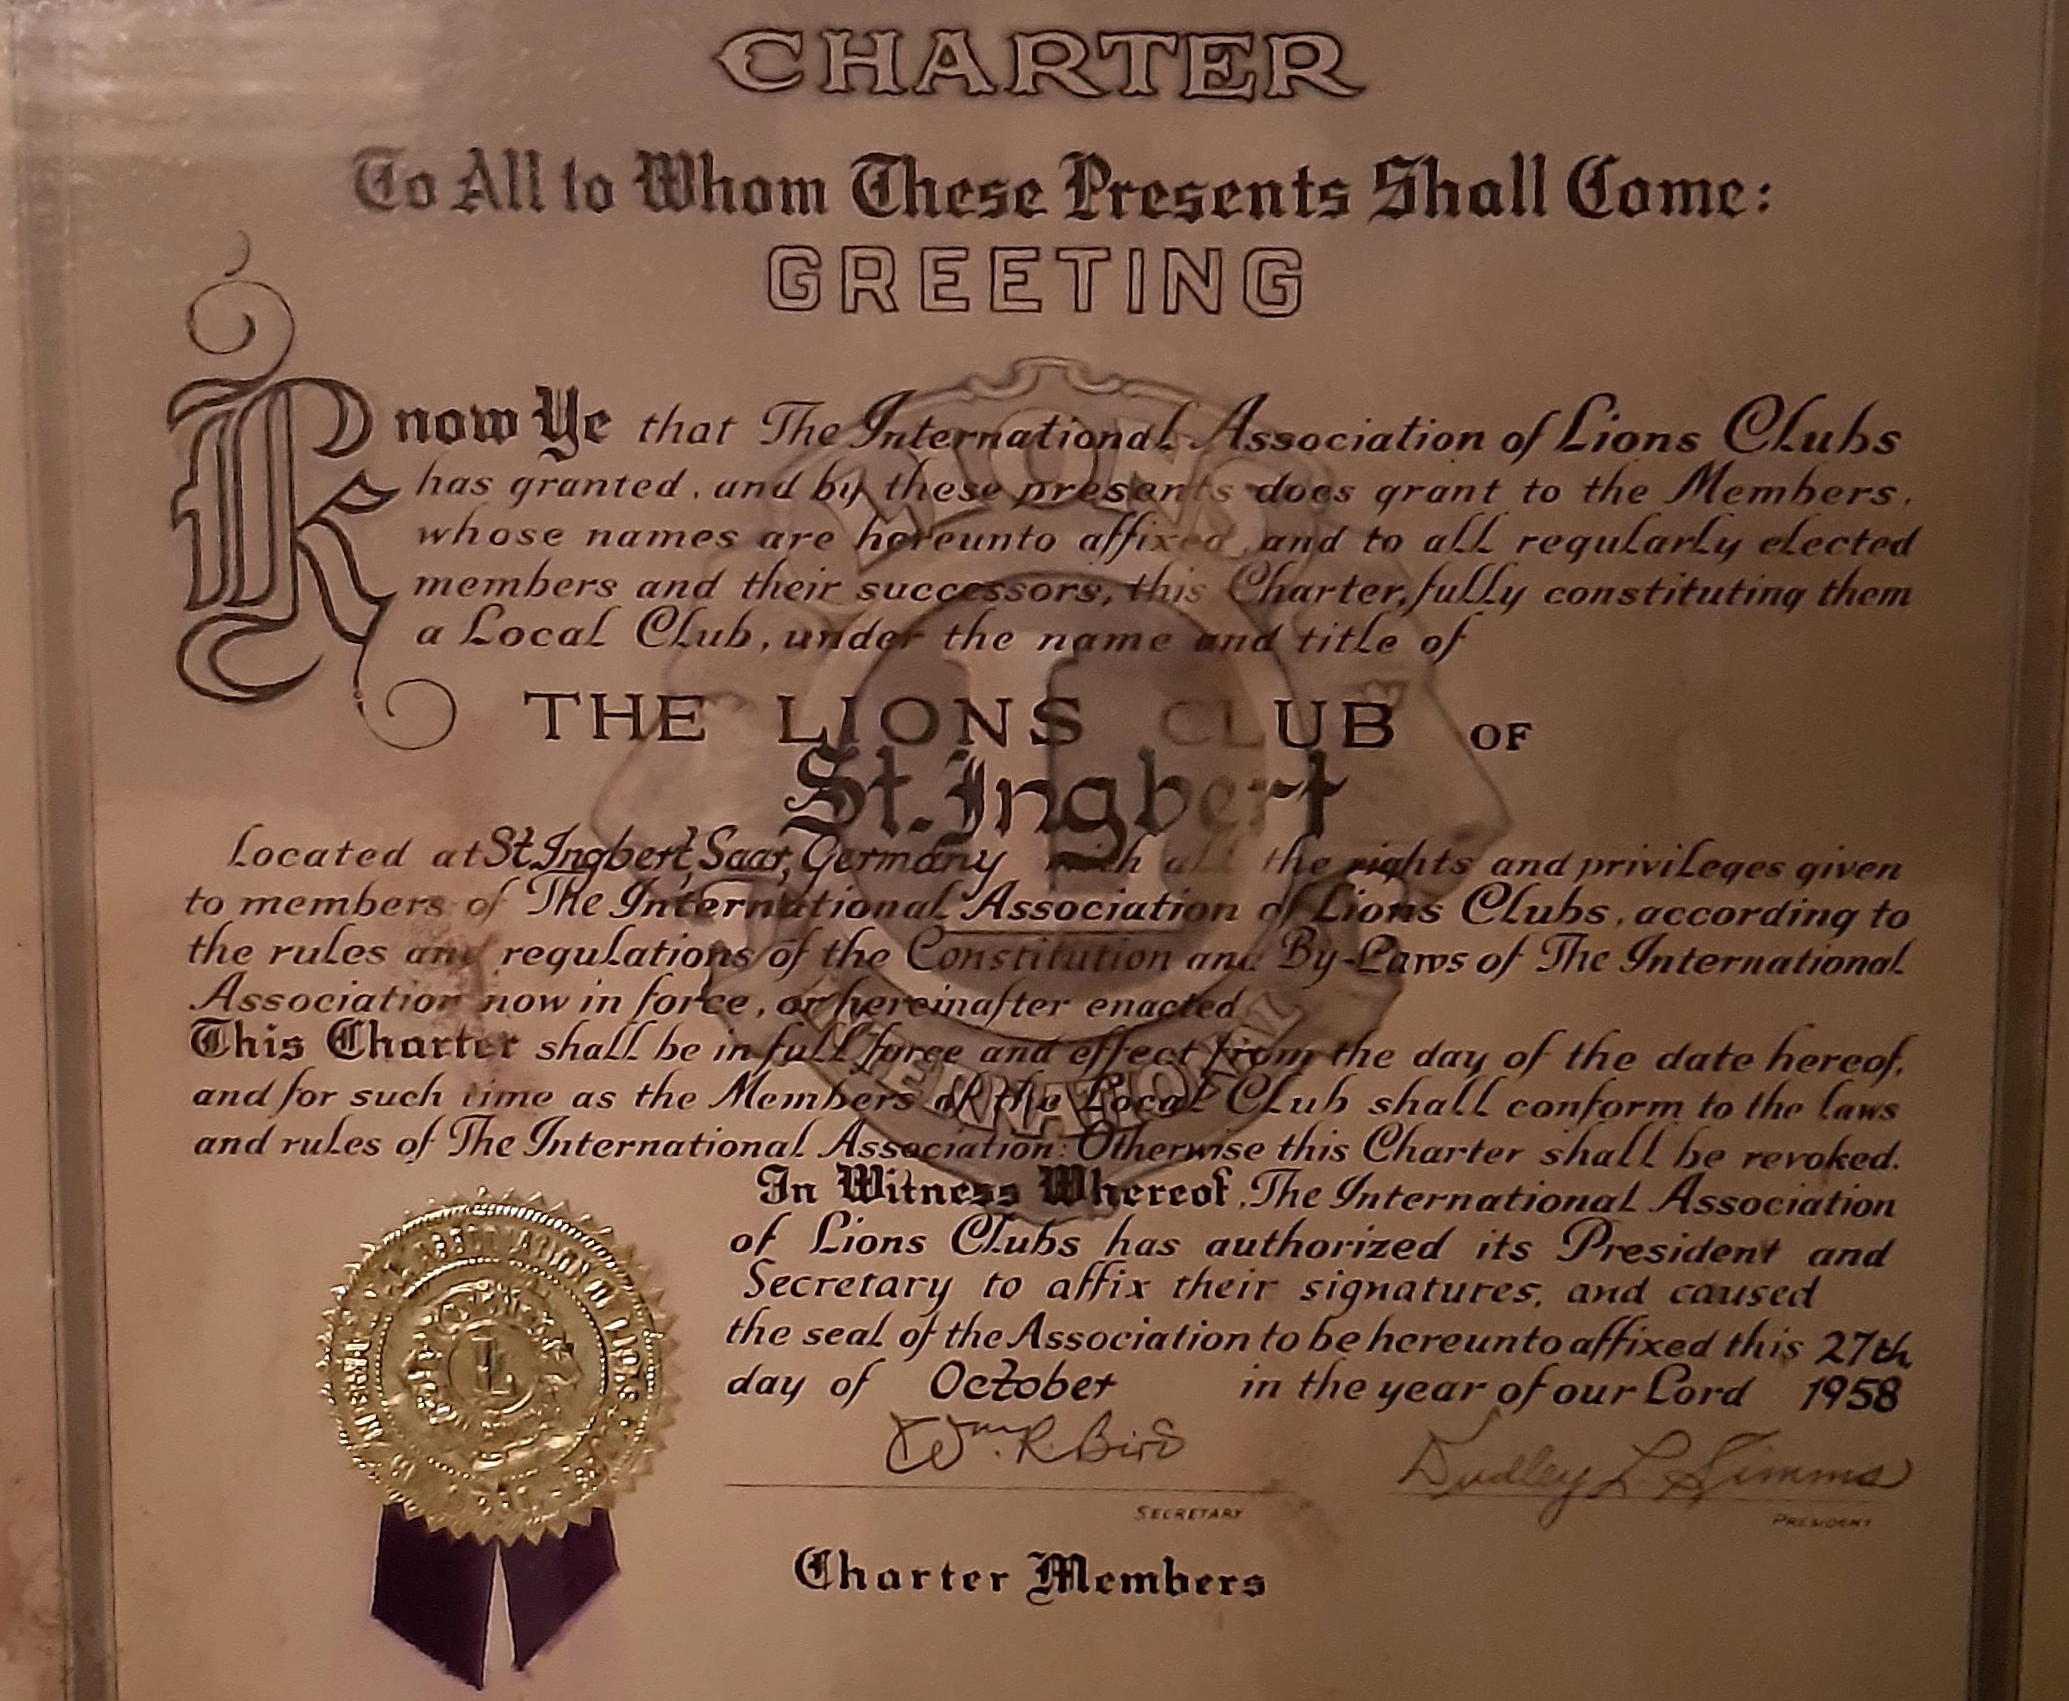 CHARTER
To All to Whom These Presents Shall Come:
GREETING
Know Ye that The International Association of Lions Clubs
has granted, and by these presents does grant to the Members,
whose names are hereunto affixed, and to all regularly elected
members and their successors, this Charter, fully constituting them
a Local Club, under the name and title of
THE LIONS CLUB OF
St. Ingbert
Located at St. Ingbert, Saar, Germany with all the rights and privileges given
to members of The International Association of Lions Clubs, according to
the rules and regulations of the Constitution and By-Laws of The International
Association now in force, or hereinafter enacted
This Charter shall be in full force and effect from the day of the date hereof,
and for such time as the Members of the Local Club shall conform to the laws
and rules of The International Association: Otherwise this Charter shall be revoked.
In Witness Whereof, The International Association
of Lions Clubs has authorized its President and
Secretary to affix their signatures, and caused
the seal of the Association to be hereunto affixed this 27th
day of October in the year of our Lord 1958
Wm. R. Bird
Dudley L. Simms
SECRETARY
PRESIDENT
Charter Members
LIONS
L
INTERNATIONAL
L